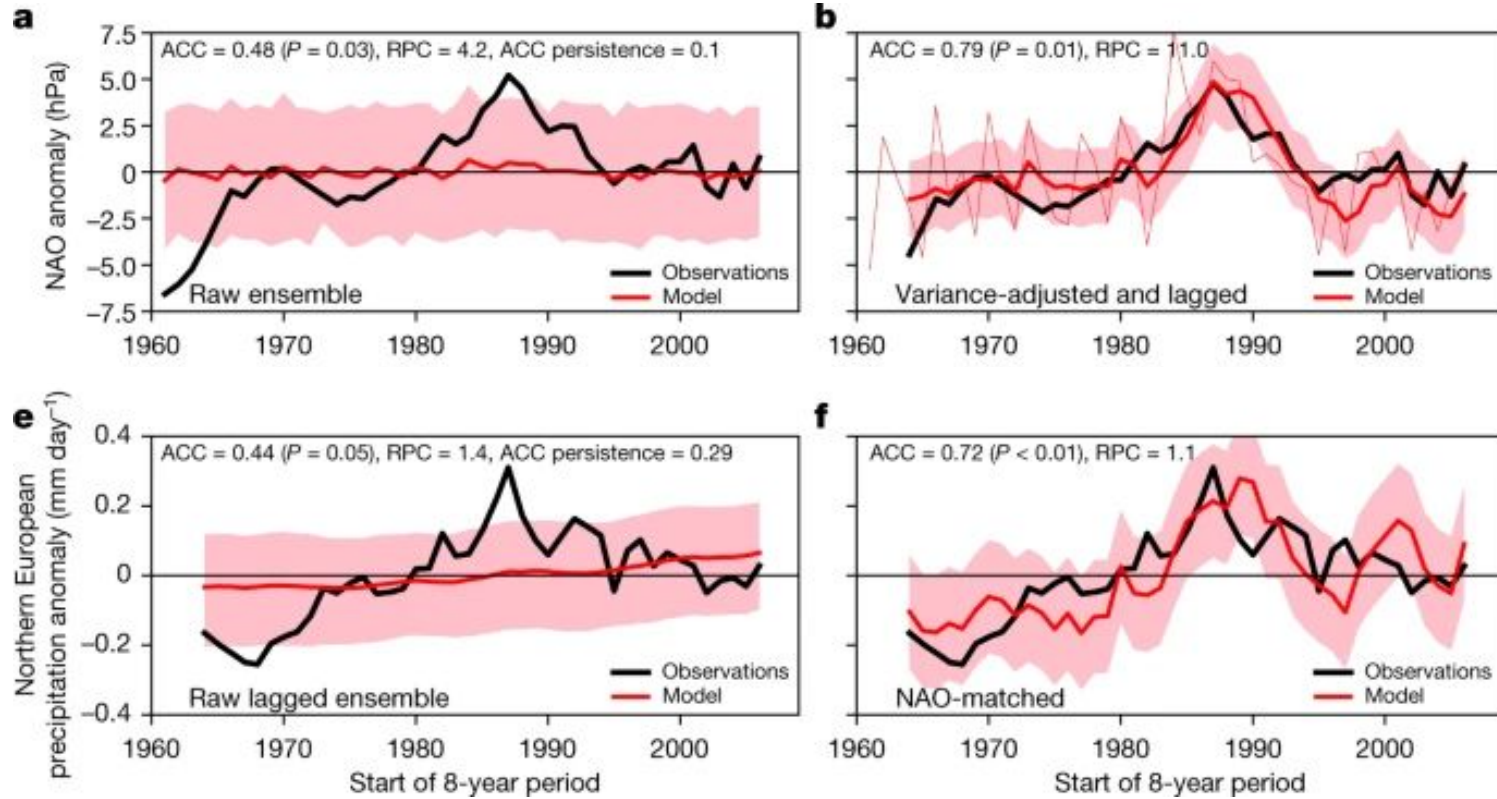 a
ACC = 0.48 (P = 0.03), RPC = 4.2, ACC persistence = 0.1
NAO anomaly (hPa)
7.5
5.0
2.5
0
−2.5
−5.0
−7.5
Observations
Model
Raw ensemble
1960 1970 1980 1990 2000
b
ACC = 0.79 (P = 0.01), RPC = 11.0
Observations
Model
Variance-adjusted and lagged
1960 1970 1980 1990 2000
e
ACC = 0.44 (P = 0.05), RPC = 1.4, ACC persistence = 0.29
Northern European
precipitation anomaly (mm day−1)
0.4
0.2
0
−0.2
−0.4
Observations
Model
Raw lagged ensemble
1960 1970 1980 1990 2000
Start of 8-year period
f
ACC = 0.72 (P < 0.01), RPC = 1.1
Observations
Model
NAO-matched
1960 1970 1980 1990 2000
Start of 8-year period